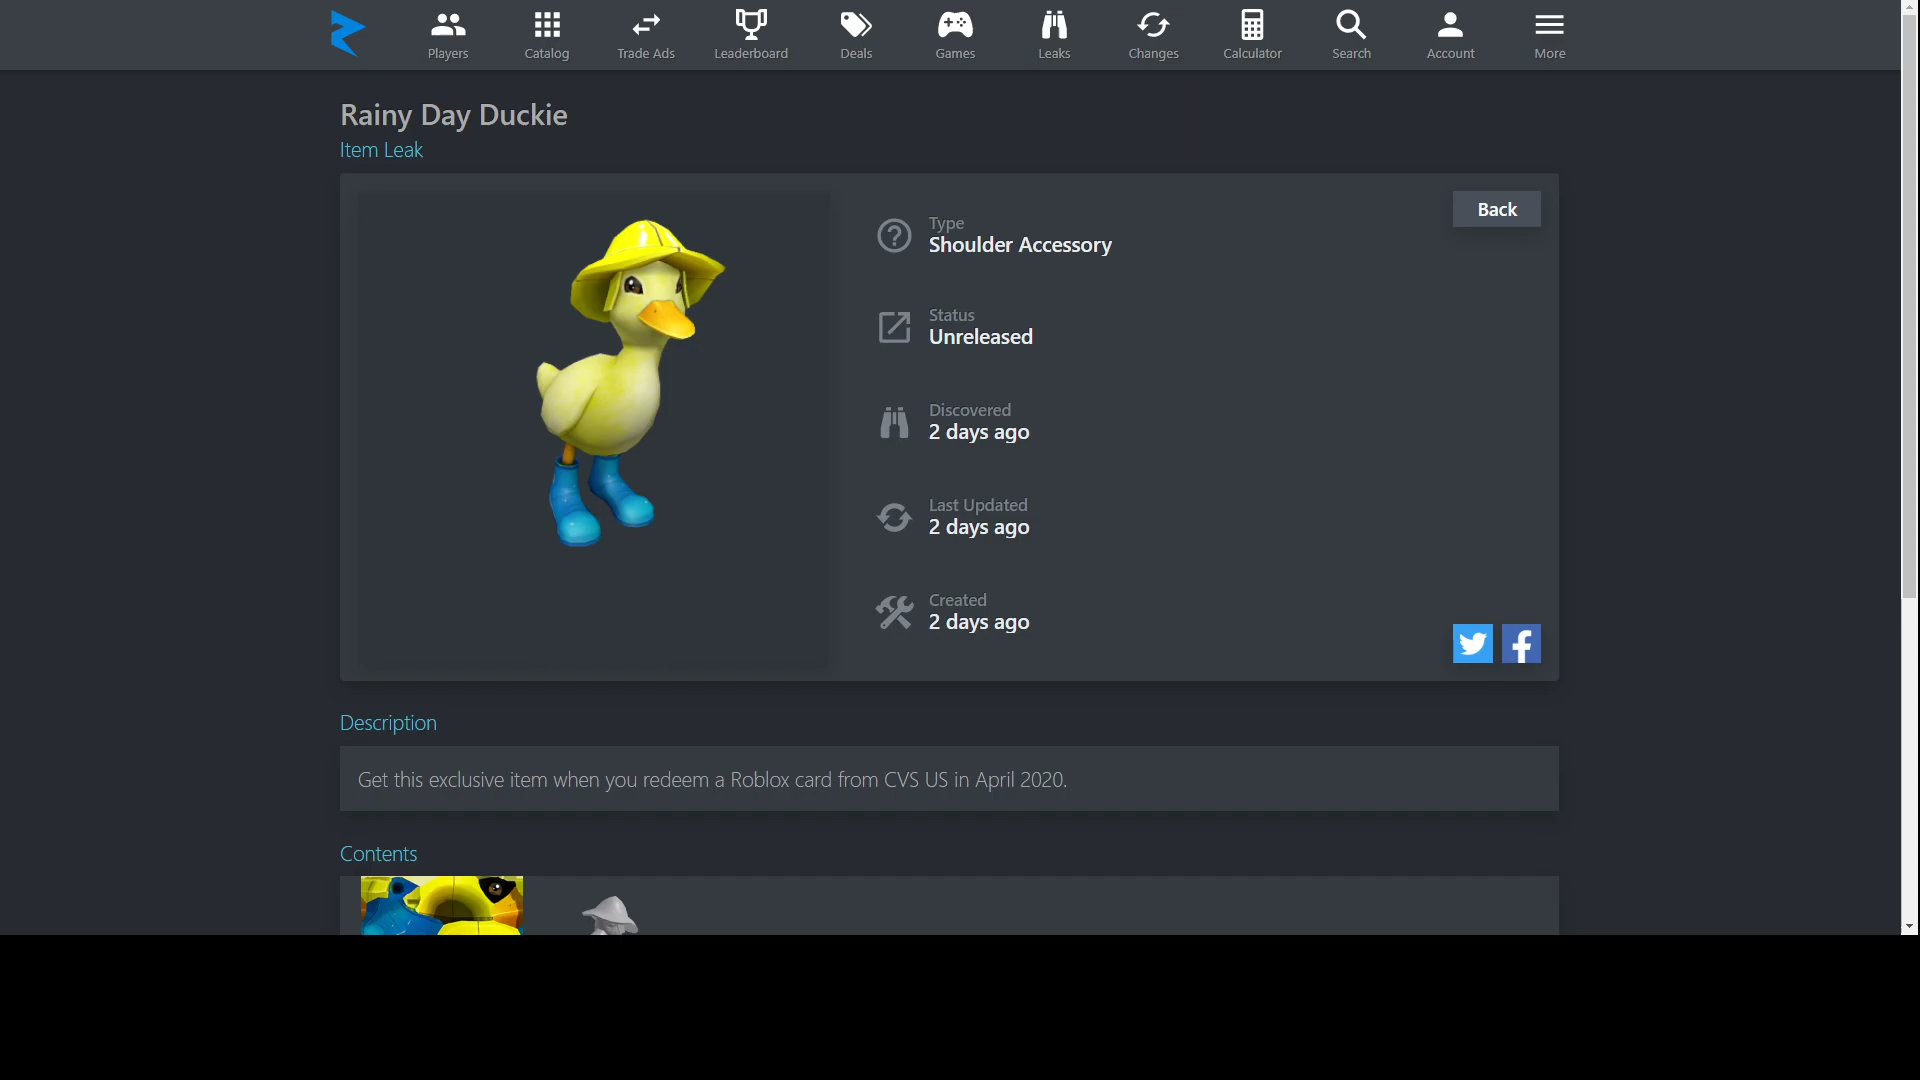 Players Catalog Trade Ads Leaderboard Deals Games Leaks Changes Calculator Search Account More
Rainy Day Duckie
Item Leak
Back
Type
Shoulder Accessory
Status
Unreleased
Discovered
2 days ago
Last Updated
2 days ago
Created
2 days ago
Description
Get this exclusive item when you redeem a Roblox card from CVS US in April 2020.
Contents